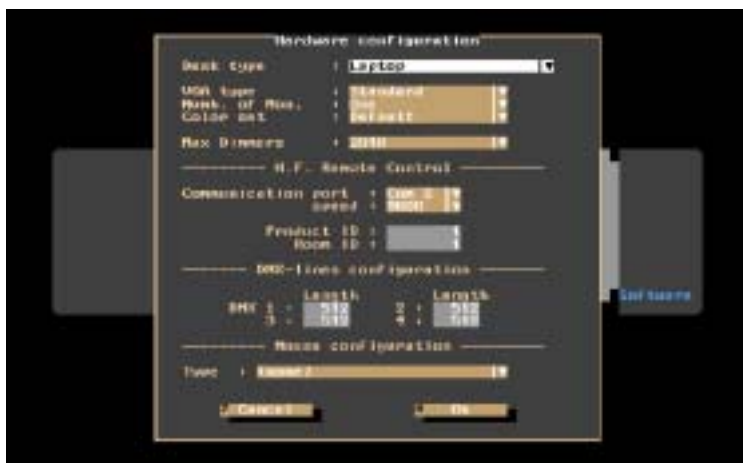 Hardware configuration
Desk type : Laptop
VGA type : Standard
Numb. of Mon. : One
Color set : Default
Max Dimmers : 2048
H.F. Remote Control
Communication port : Com 2
speed : 9600
Product ID : 1
Room ID : 1
DMX-lines configuration
Length Length
DMX 1 : 512 2 : 512
3 : 512 4 : 512
Software
Mouse configuration
Type :
Cancel Ok